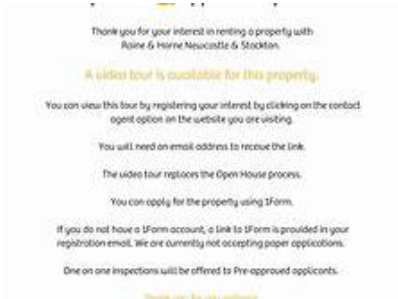 Thank you for your interest in renting a property with
Raine & Horne Newcastle & Stockton.
A video tour is available for this property.
You can view this tour by registering your interest by clicking on the contact
agent option on the website you are visiting.
You will need an email address to receive the link.
The video tour replaces the Open House process.
You can apply for the property using 1Form.
If you do not have a 1Form account, a link to 1Form is provided in your
registration email. We are currently not accepting paper applications.
One on one inspections will be offered to Pre-approved applicants.